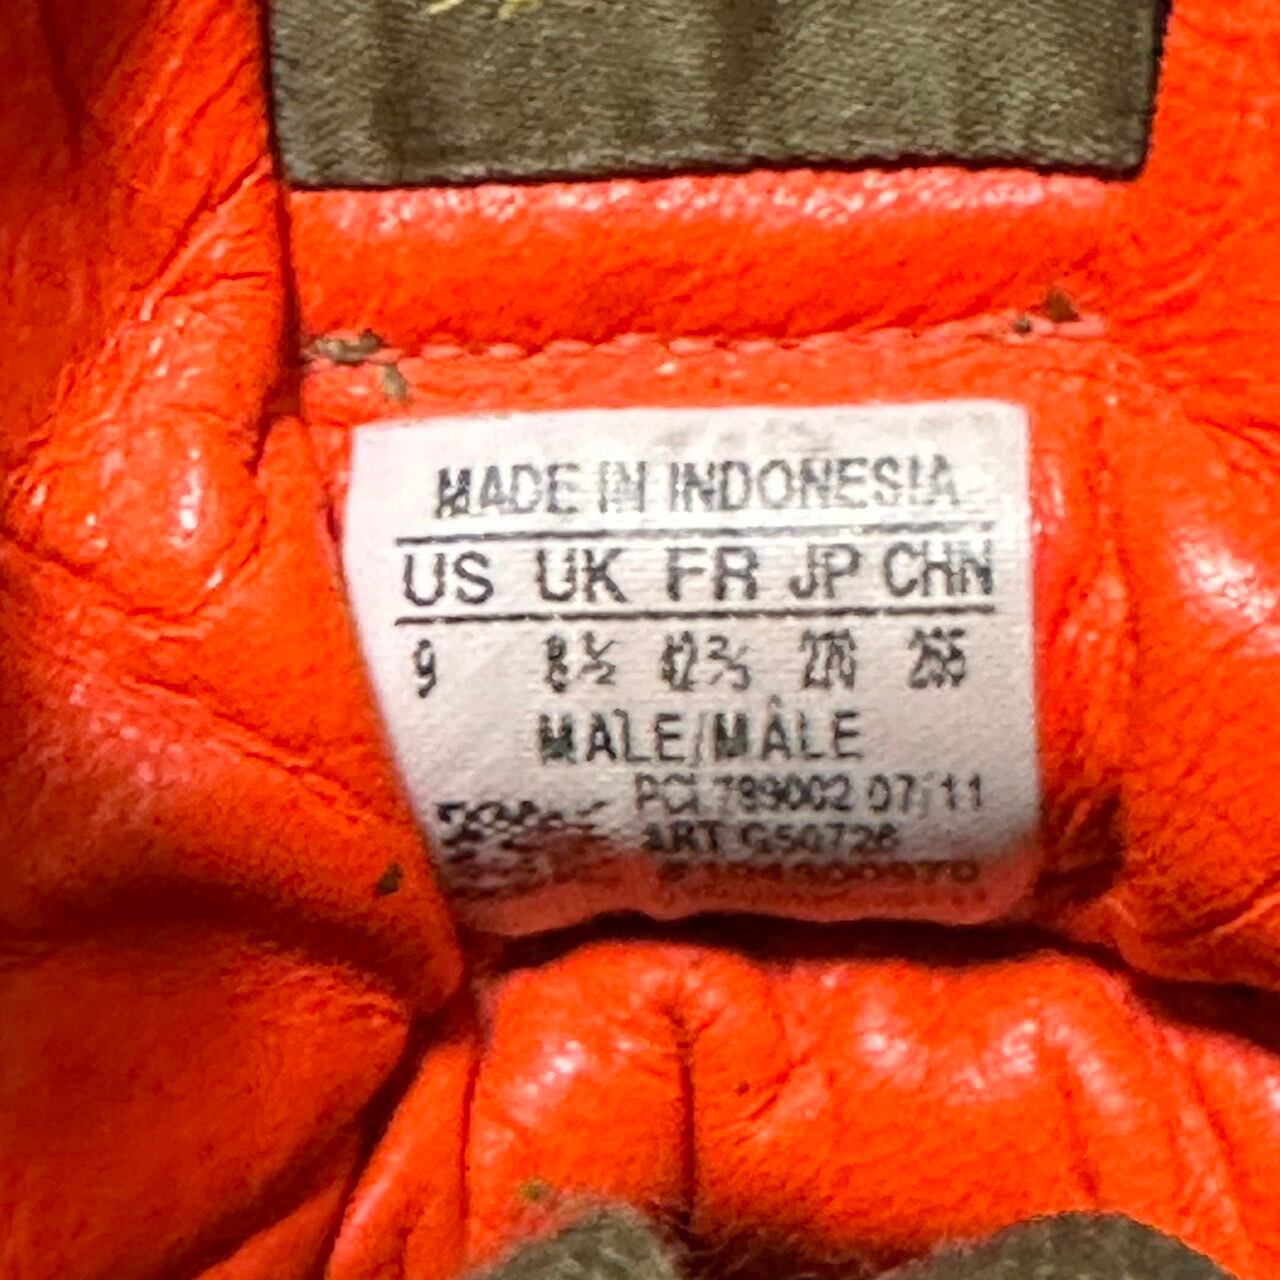 MADE IN INDONESIA
US UK FR JP CHN
9 8½ 42⅔ 270 265
MALE/MÂLE
PCI 789002 07/11
ART G50726